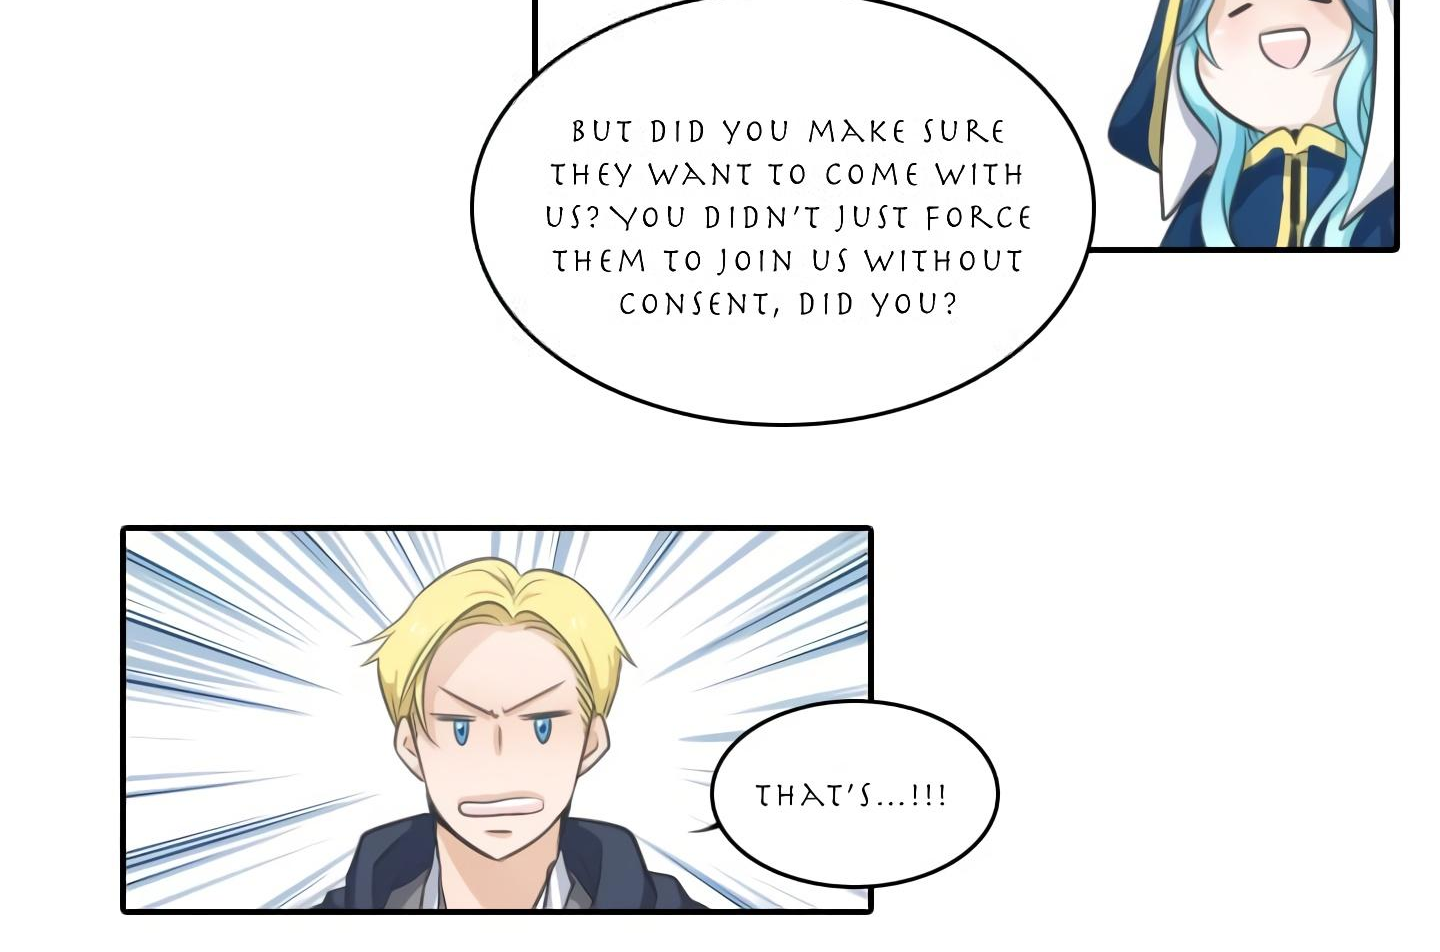 BUT DID YOU MAKE SURE
THEY WANT TO COME WITH
US? YOU DIDN'T JUST FORCE
THEM TO JOIN US WITHOUT
CONSENT, DID YOU?
THAT'S...!!!